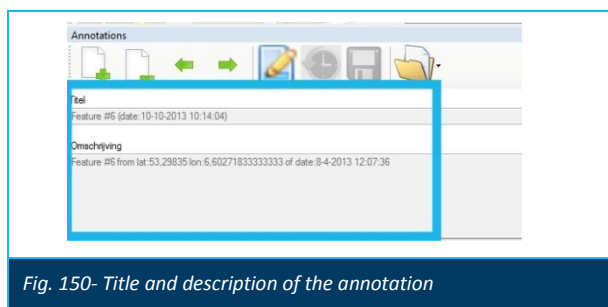 Annotations
Titel
Feature #6 (date:10-10-2013 10:14:04)
Omschrijving
Feature #6 from lat:53,29835 lon:6,60271833333333 of date:8-4-2013 12:07:36
Fig. 150- Title and description of the annotation